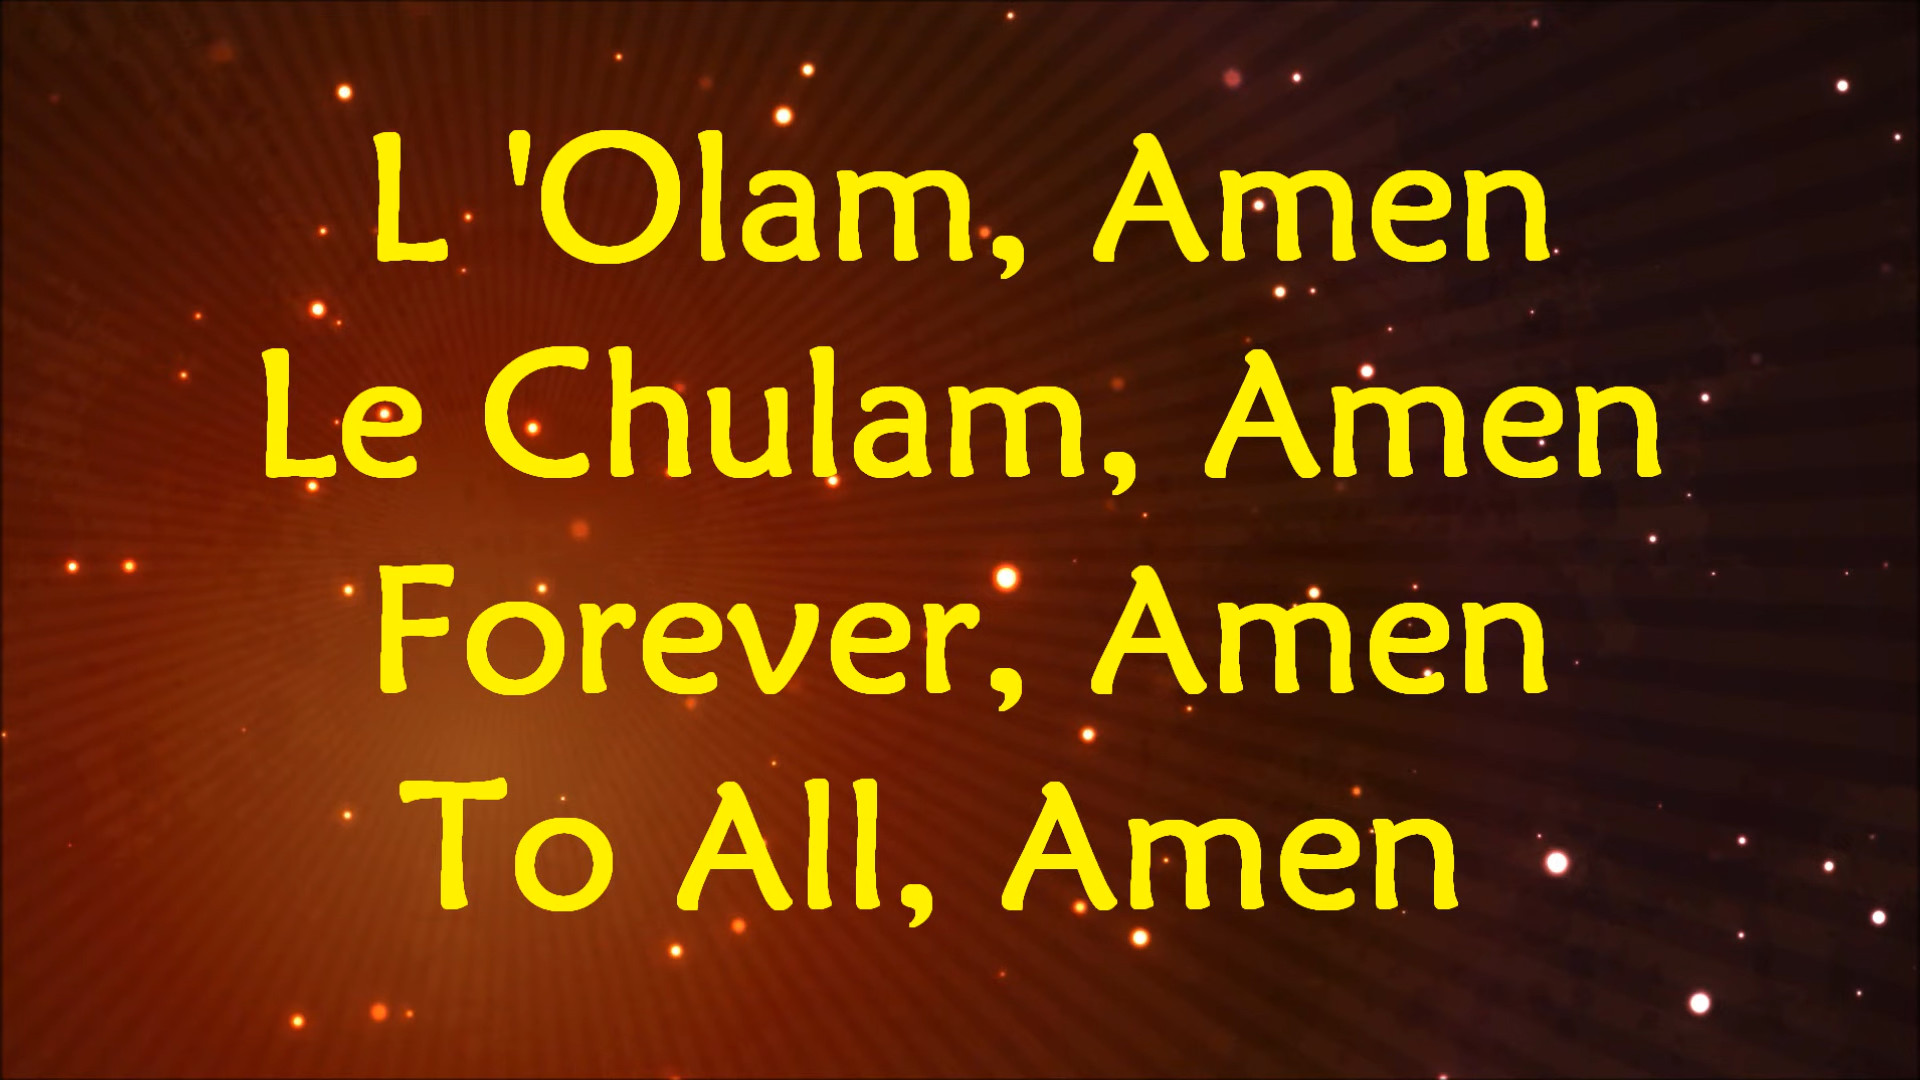 L 'Olam, Amen
Le Chulam, Amen
Forever, Amen
To All, Amen